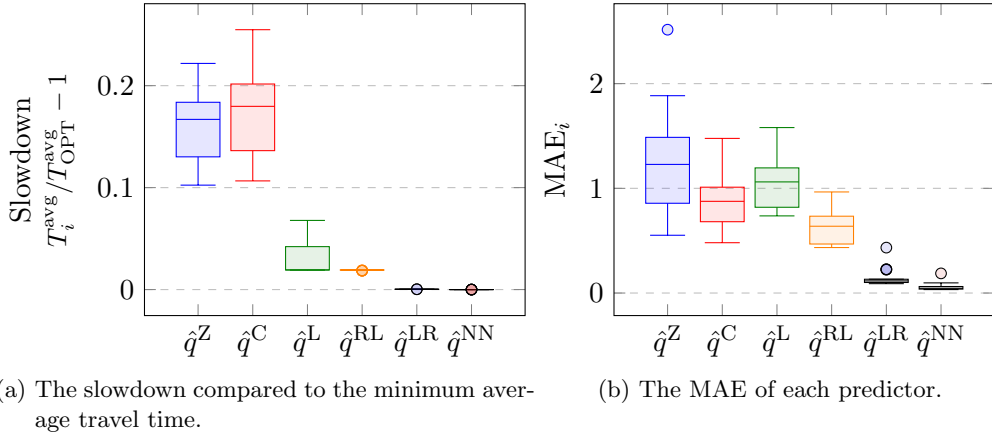 Slowdown
T_i^avg/T_OPT^avg − 1
0.2
0.1
0
q̂^Z q̂^C q̂^L q̂^RL q̂^LR q̂^NN
a) The slowdown compared to the minimum aver-
age travel time.
MAE_i
2
1
0
q̂^Z q̂^C q̂^L q̂^RL q̂^LR q̂^NN
(b) The MAE of each predictor.